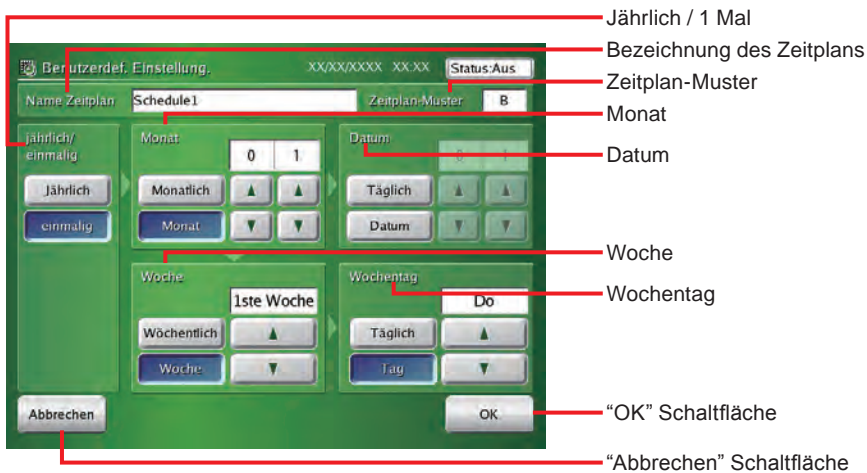 Jährlich / 1 Mal
Bezeichnung des Zeitplans
Zeitplan-Muster
Monat
Datum
Woche
Wochentag
“OK” Schaltfläche
“Abbrechen” Schaltfläche
Benutzerdef. Einstellung. XX/XX/XXXX XX:XX Status:Aus
Name Zeitplan Schedule1 Zeitplan-Muster B
jährlich/
einmalig
Jährlich
einmalig
Monat
0 1
Monatlich
Monat
Datum
0 1
Täglich
Datum
Woche
1ste Woche
Wöchentlich
Woche
Wochentag
Do
Täglich
Tag
Abbrechen OK